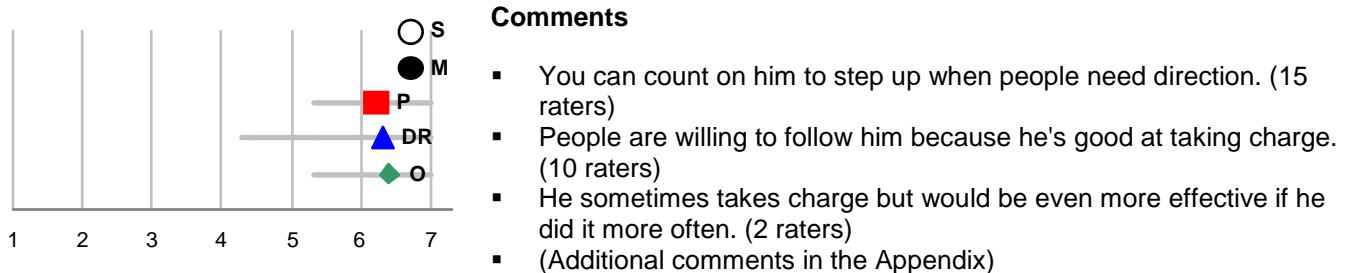 S
M
P
DR
O
1 2 3 4 5 6 7
Comments
▪ You can count on him to step up when people need direction. (15
raters)
▪ People are willing to follow him because he's good at taking charge.
(10 raters)
▪ He sometimes takes charge but would be even more effective if he
did it more often. (2 raters)
▪ (Additional comments in the Appendix)